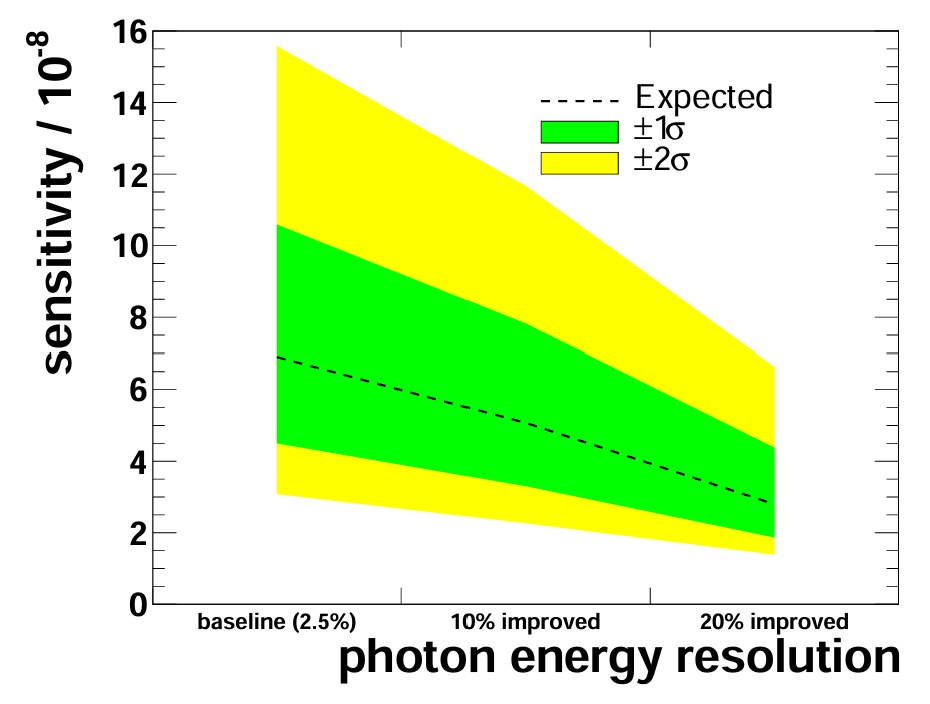 sensitivity / 10-8
16
14
12
10
8
6
4
2
0
Expected
±1σ
±2σ
baseline (2.5%) 10% improved 20% improved
photon energy resolution